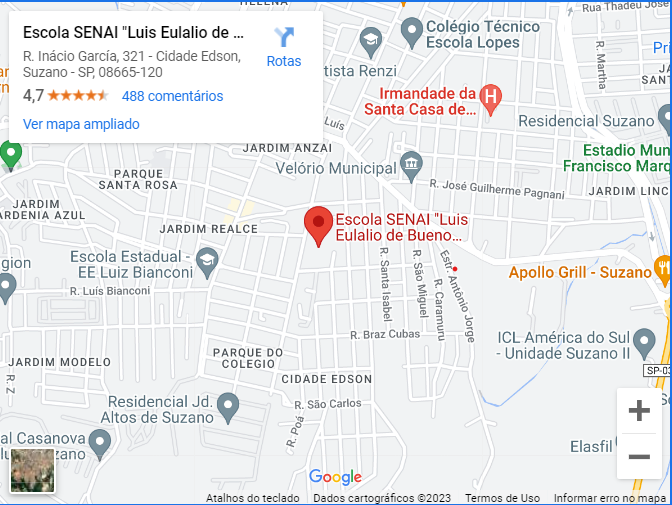 HELENA
Rua Thadeu José
Escola SENAI "Luis Eulalio de ...
R. Inácio García, 321 - Cidade Edson,
Suzano - SP, 08665-120
4,7
488 comentários
Ver mapa ampliado
Rotas
Colégio Técnico
Escola Lopes
tista Renzi
R. Martha
Irmandade da
Santa Casa de...
H
Luís
Residencial Suzano
JARDIM ANZAI
Estadio Mun
Francisco Marq
Velório Municipal
PARQUE
SANTA ROSA
R. José Guilherme Pagnani
JARDIM LINC
JARDIM
ARDENIA AZUL
JARDIM REALCE
Escola SENAI "Luis
Eulalio de Bueno...
Escola Estadual -
EE Luiz Bianconi
gion
R. Luís Bianconi
R. Santa Isabel
R. São Miguel
R. Caramuru
Estr. Antônio Jorge
Apollo Grill - Suzano
R. Braz Cubas
ICL América do Sul
- Unidade Suzano II
PARQUE DO
COLEGIO
JARDIM MODELO
SP-03
R. Z
CIDADE EDSON
Residencial Jd.
Altos de Suzano
R. São Carlos
R. Poá
al Casanova
Elasfil
Google
Atalhos do teclado
Dados cartográficos ©2023
Termos de Uso
Informar erro no mapa